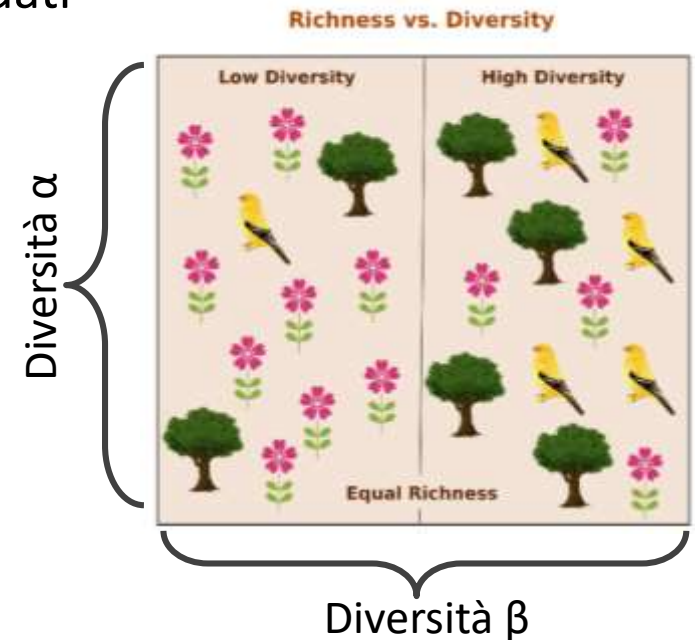 Richness vs. Diversity
Low Diversity
High Diversity
Diversità α
Equal Richness
Diversità β